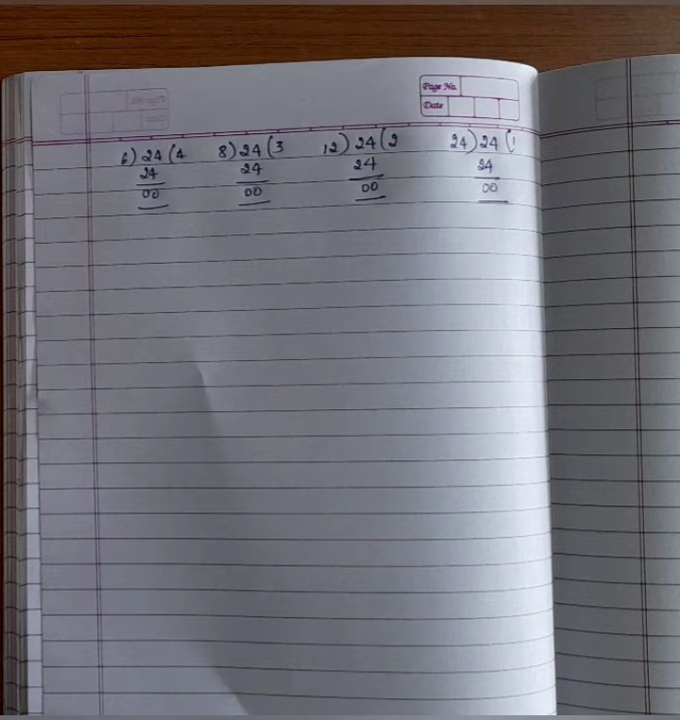 Page No.
Date
6) 24 (4 8) 24 (3 12) 24 (2 24) 24 (1
24 24 24 24
00 00 00 00